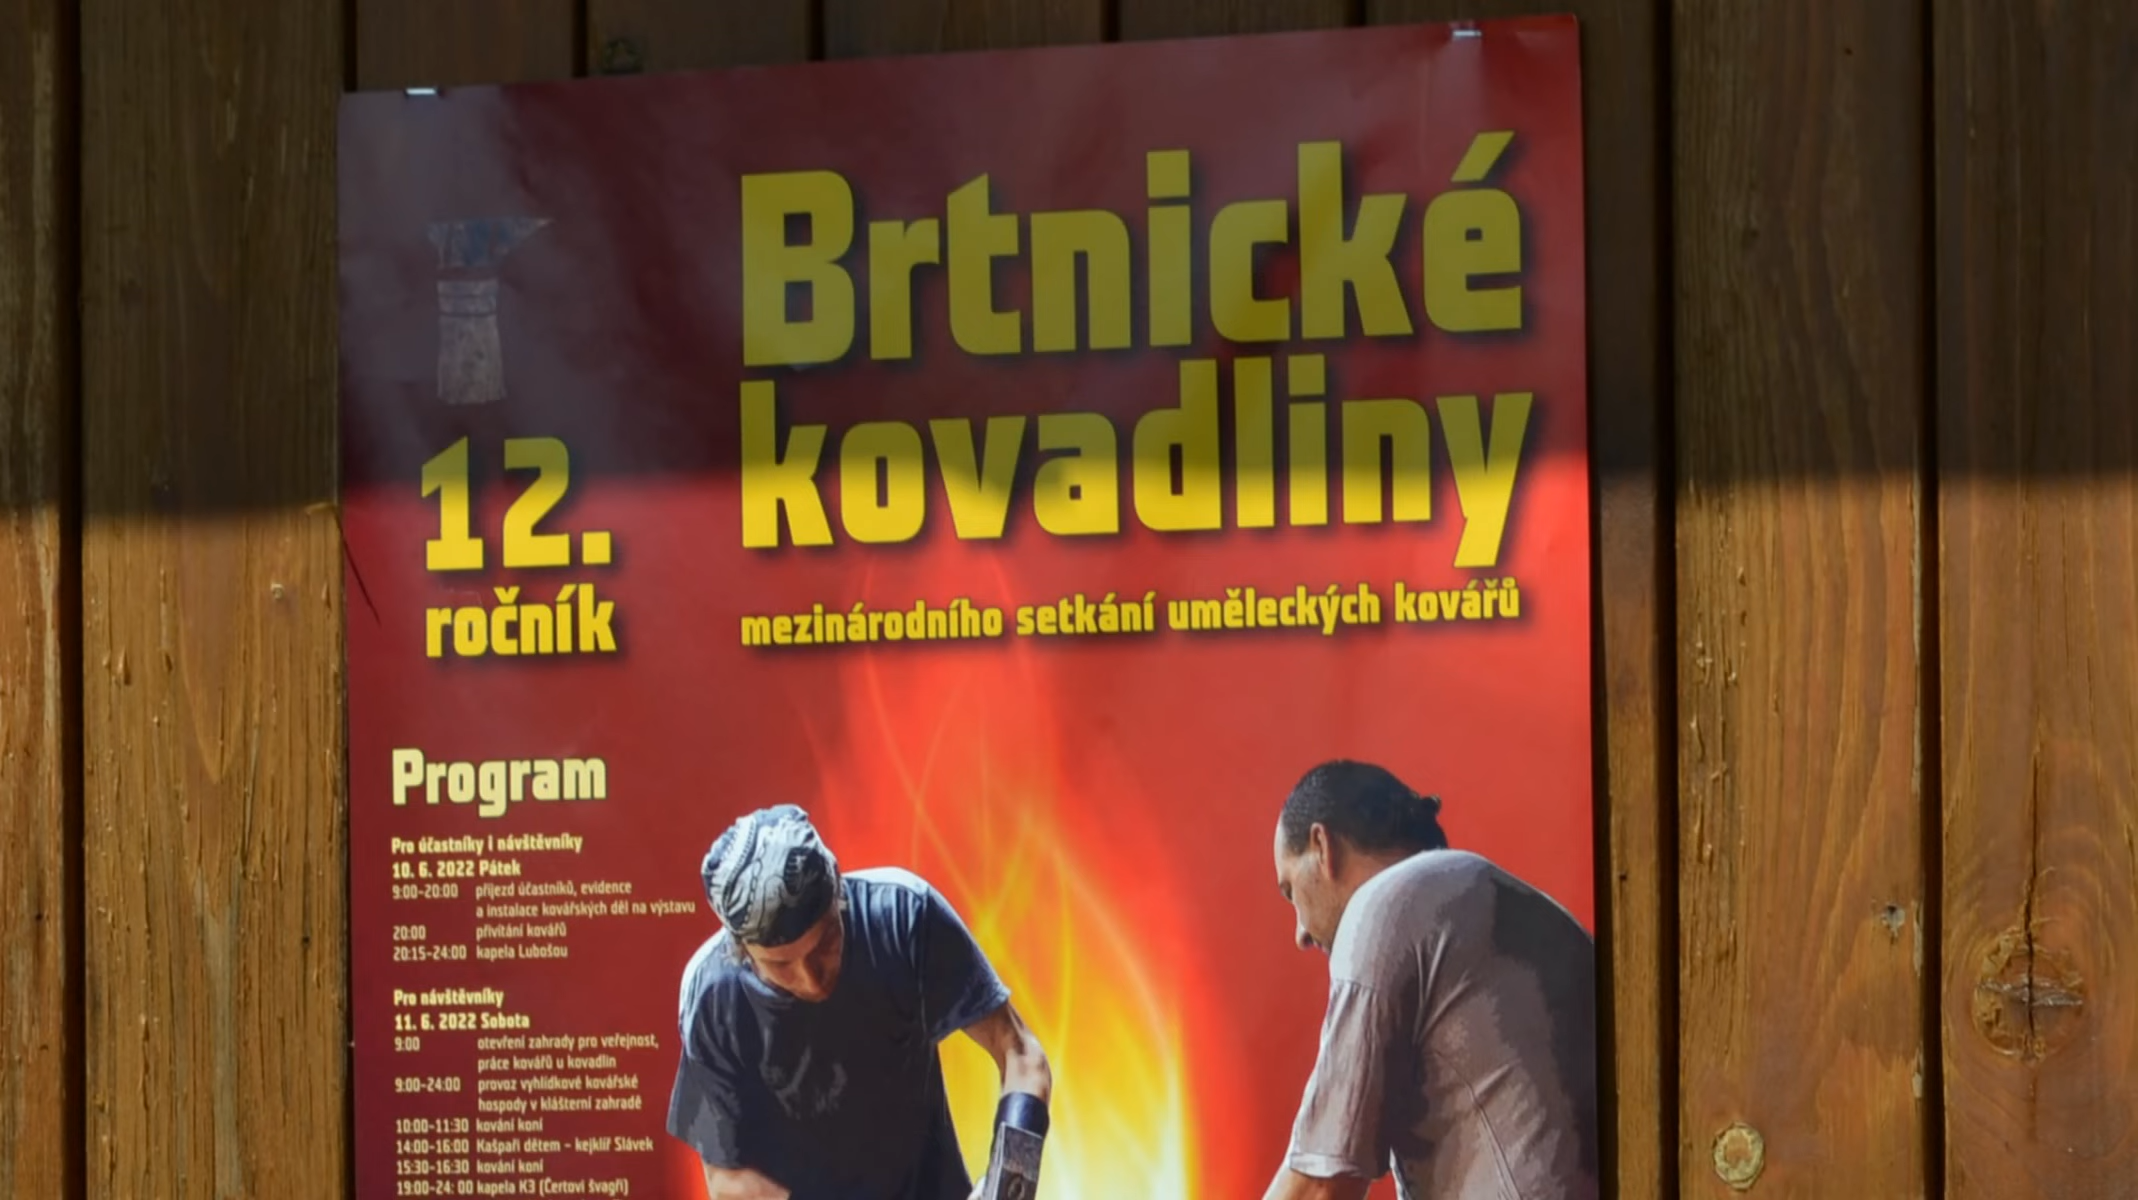 Brtnické
kovadliny
12.
ročník
mezinárodního setkání uměleckých kovářů
Program
Pro účastníky i návštěvníky
10. 6. 2022 Pátek
9:00-20:00 příjezd účastníků, evidence
a instalace kovářských děl na výstavu
20:00 přivítání kovářů
20:15-24:00 kapela Lubošou
Pro návštěvníky
11. 6. 2022 Sobota
9:00 otevření zahrady pro veřejnost,
práce kovářů u kovadlin
9:00-24:00 provoz vyhlídkové kovářské
hospody v klášterní zahradě
10:00-11:30 kování koní
14:00-16:00 Kašpaři dětem – kejklíř Slávek
15:30-16:30 kování koní
19:00-24: 00 kapela K3 (Čertovi švagři)